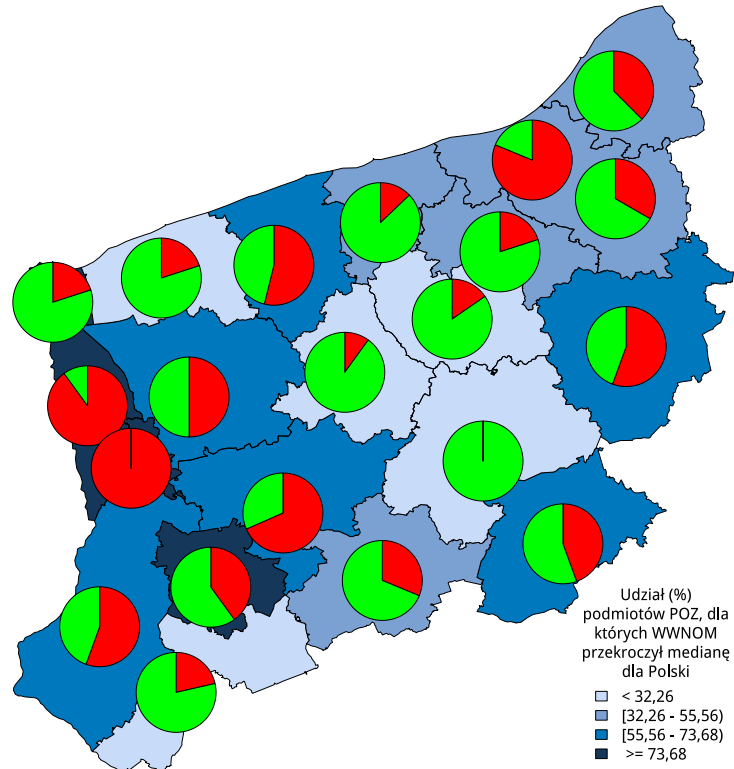 Udział (%)
podmiotów POZ, dla
których WWNOM
przekroczył medianę
dla Polski
< 32,26
[32,26 - 55,56)
[55,56 - 73,68)
>= 73,68